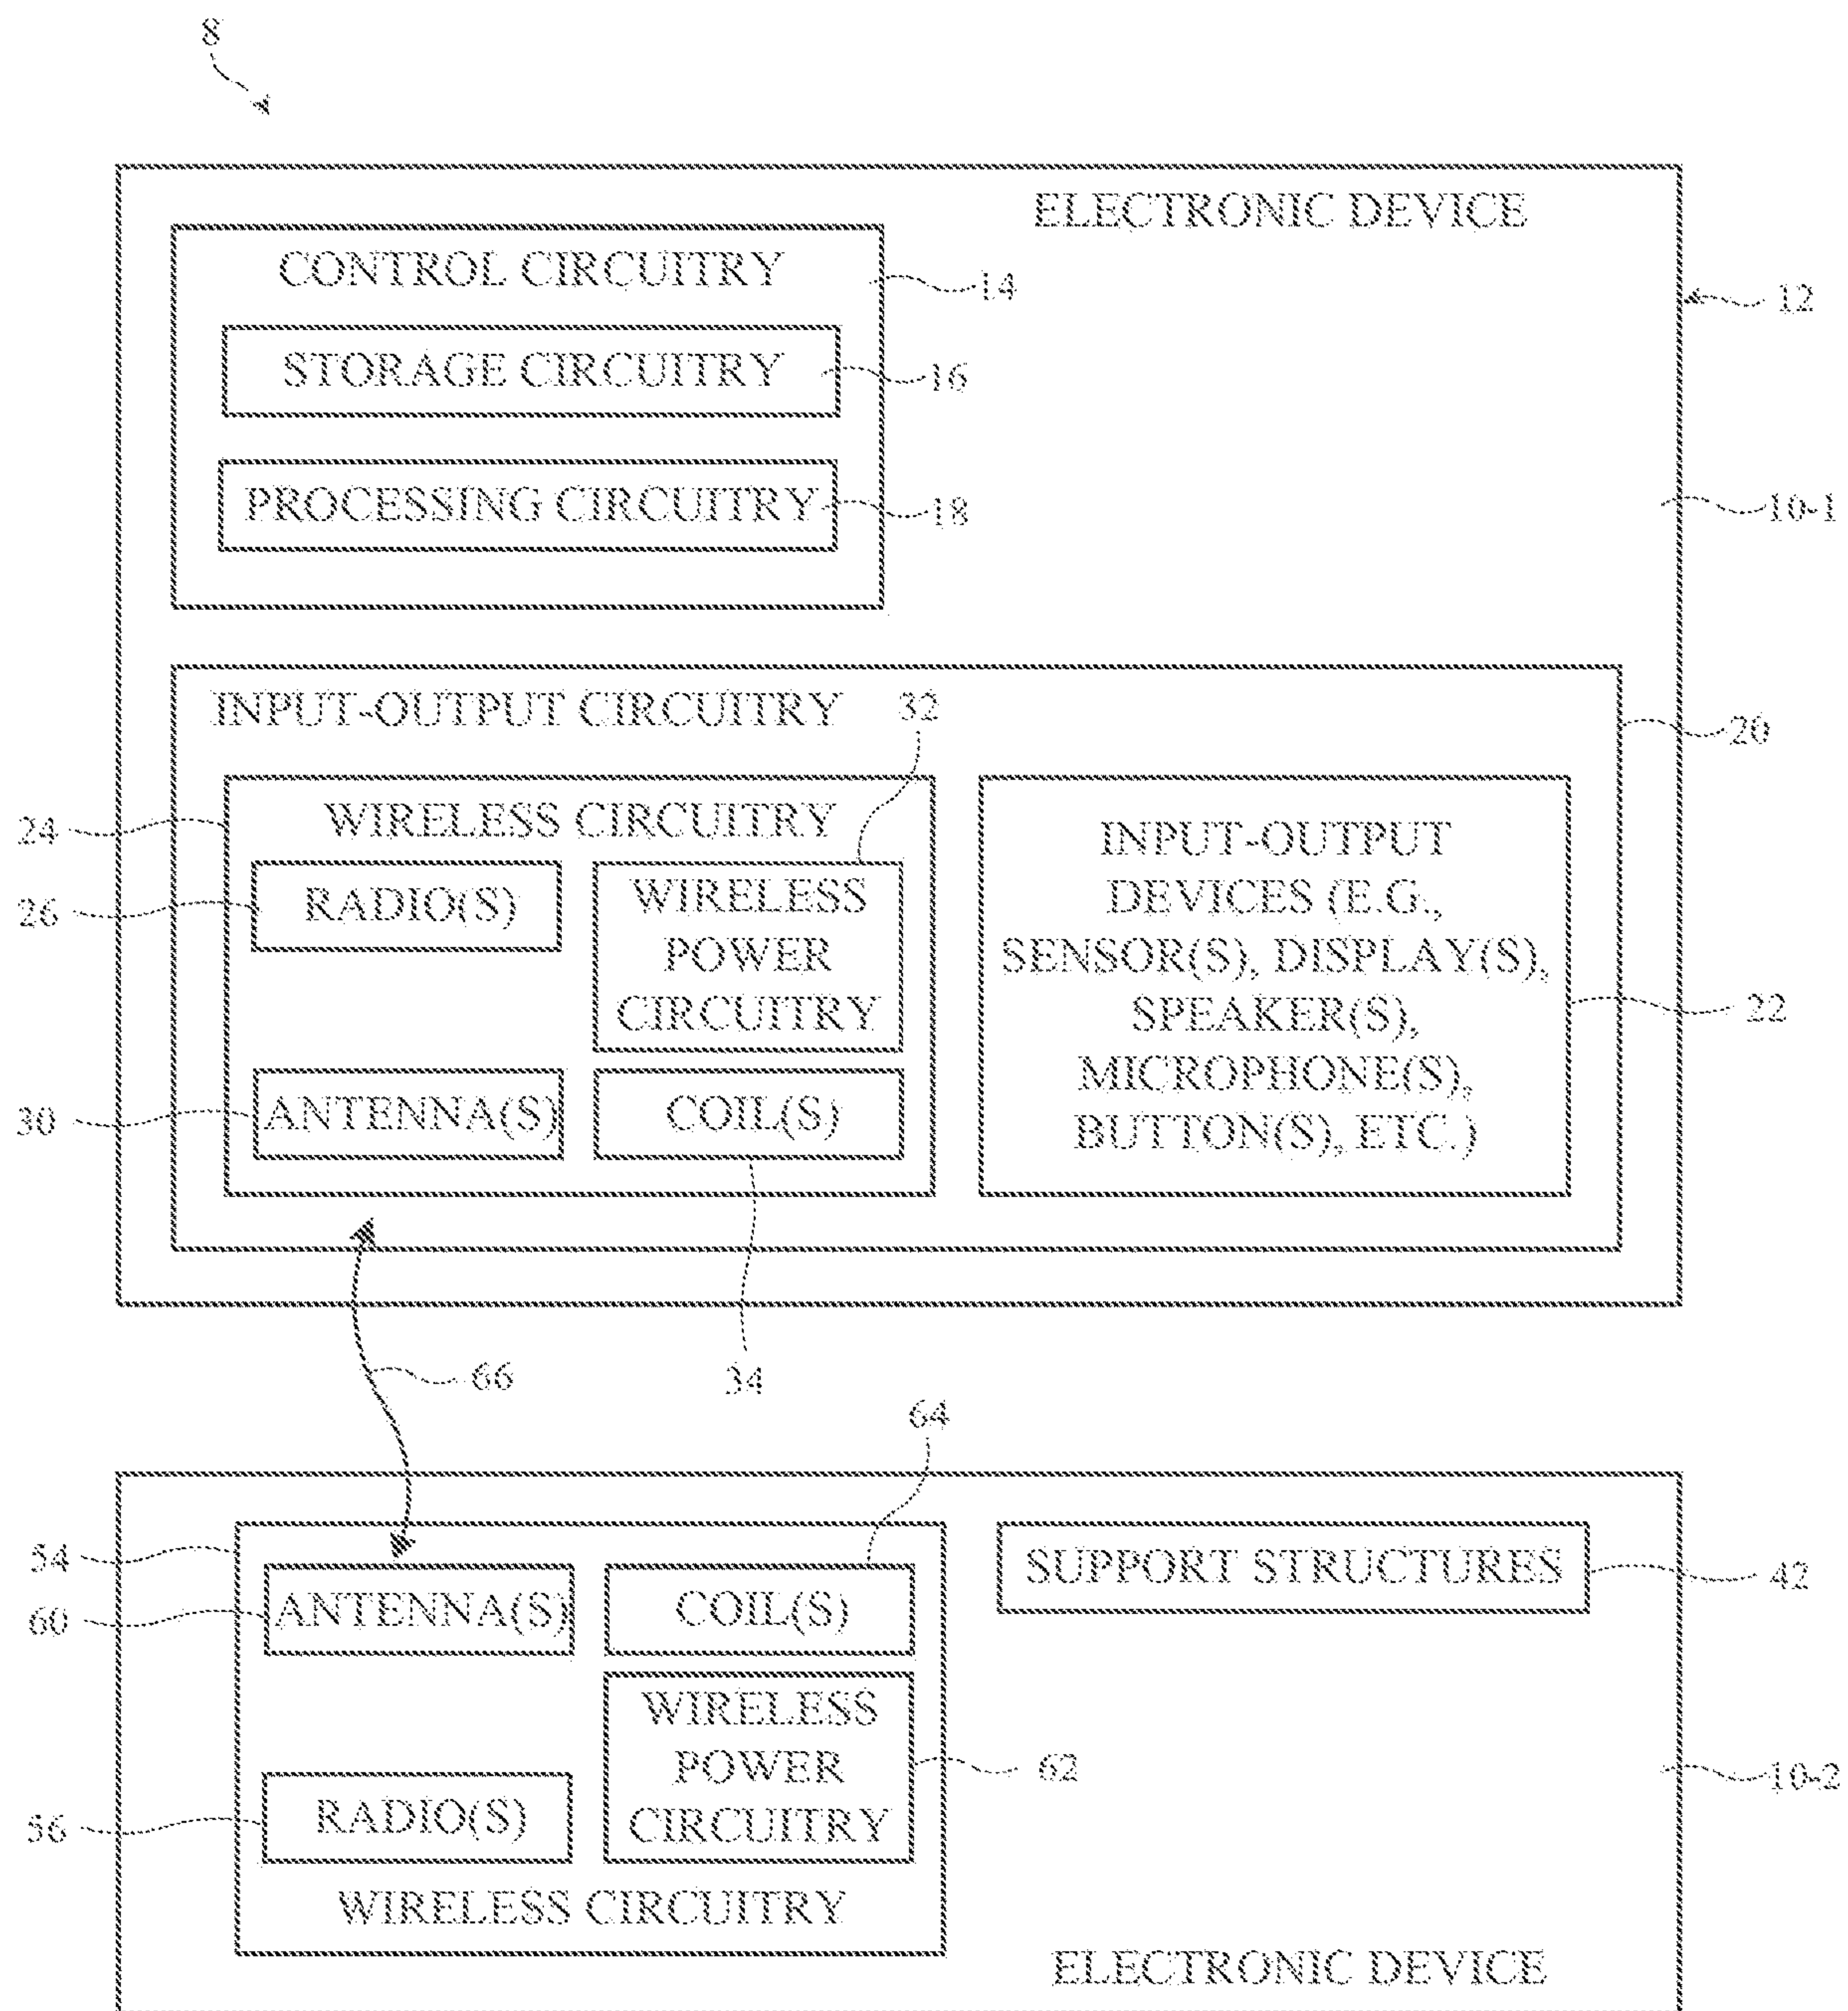 8
ELECTRONIC DEVICE
CONTROL CIRCUITRY
14
12
STORAGE CIRCUITRY
16
PROCESSING CIRCUITRY
18
10-1
INPUT-OUTPUT CIRCUITRY
32
20
24
WIRELESS CIRCUITRY
26
RADIO(S)
WIRELESS
POWER
CIRCUITRY
30
ANTENNA(S)
COIL(S)
INPUT-OUTPUT
DEVICES (E.G.,
SENSOR(S), DISPLAY(S),
SPEAKER(S),
MICROPHONE(S),
BUTTON(S), ETC.)
22
66
34
64
54
60
ANTENNA(S)
COIL(S)
SUPPORT STRUCTURES
42
WIRELESS
POWER
CIRCUITRY
62
10-2
56
RADIO(S)
WIRELESS CIRCUITRY
ELECTRONIC DEVICE